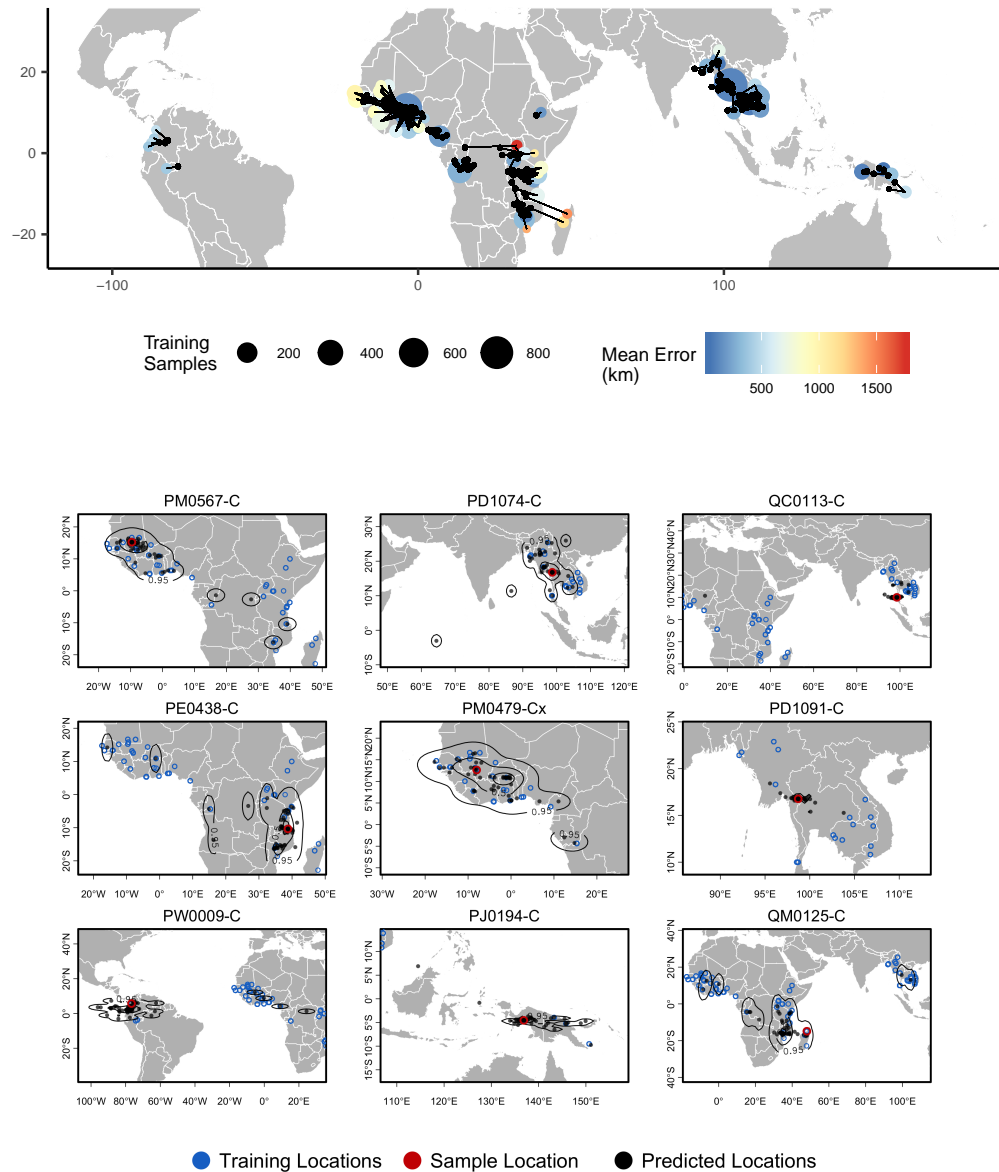 20
0
−20
−100
0
100
Training
Samples
200
400
600
800
Mean Error
(km)
500
1000
1500
PM0567-C
PD1074-C
QC0113-C
20°N
10°N
0°
10°S
20°S
0.95
20°W
10°W
0°
10°E
20°E
30°E
40°E
50°E
30°N
20°N
10°N
0°
10°S
0.95
50°E
60°E
70°E
80°E
90°E
100°E
110°E
120°E
40°N
30°N
20°N
10°N
0°
10°S
20°S
0°E
20°E
40°E
60°E
80°E
100°E
PE0438-C
PM0479-Cx
PD1091-C
20°N
10°N
0°
10°S
20°S
0.95
0.95
20°W
10°W
0°
10°E
20°E
30°E
40°E
50°E
20°N
15°N
10°N
5°N
0°
5°S
10°S
0.95
0.95
30°W
20°W
10°W
0°
10°E
20°E
25°N
20°N
15°N
10°N
90°E
95°E
100°E
105°E
110°E
PW0009-C
PJ0194-C
QM0125-C
40°N
20°N
0°
20°S
0.95
100°W
80°W
60°W
40°W
20°W
0°
20°E
10°N
5°N
0°
5°S
10°S
15°S
0.95
110°E
120°E
130°E
140°E
150°E
40°N
20°N
0°
20°S
40°S
0.95
20°W
0°
20°E
40°E
60°E
80°E
100°E
Training Locations
Sample Location
Predicted Locations